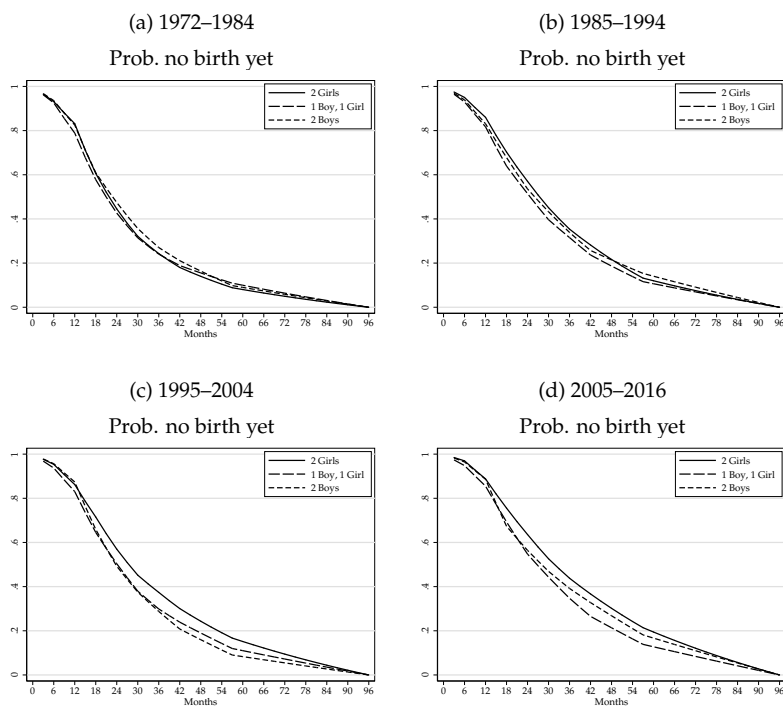 (a) 1972–1984
Prob. no birth yet
2 Girls
1 Boy, 1 Girl
2 Boys
1
.8
.6
.4
.2
0
0 6 12 18 24 30 36 42 48 54 60 66 72 78 84 90 96
Months
(b) 1985–1994
Prob. no birth yet
2 Girls
1 Boy, 1 Girl
2 Boys
1
.8
.6
.4
.2
0
0 6 12 18 24 30 36 42 48 54 60 66 72 78 84 90 96
Months
(c) 1995–2004
Prob. no birth yet
2 Girls
1 Boy, 1 Girl
2 Boys
1
.8
.6
.4
.2
0
0 6 12 18 24 30 36 42 48 54 60 66 72 78 84 90 96
Months
(d) 2005–2016
Prob. no birth yet
2 Girls
1 Boy, 1 Girl
2 Boys
1
.8
.6
.4
.2
0
0 6 12 18 24 30 36 42 48 54 60 66 72 78 84 90 96
Months